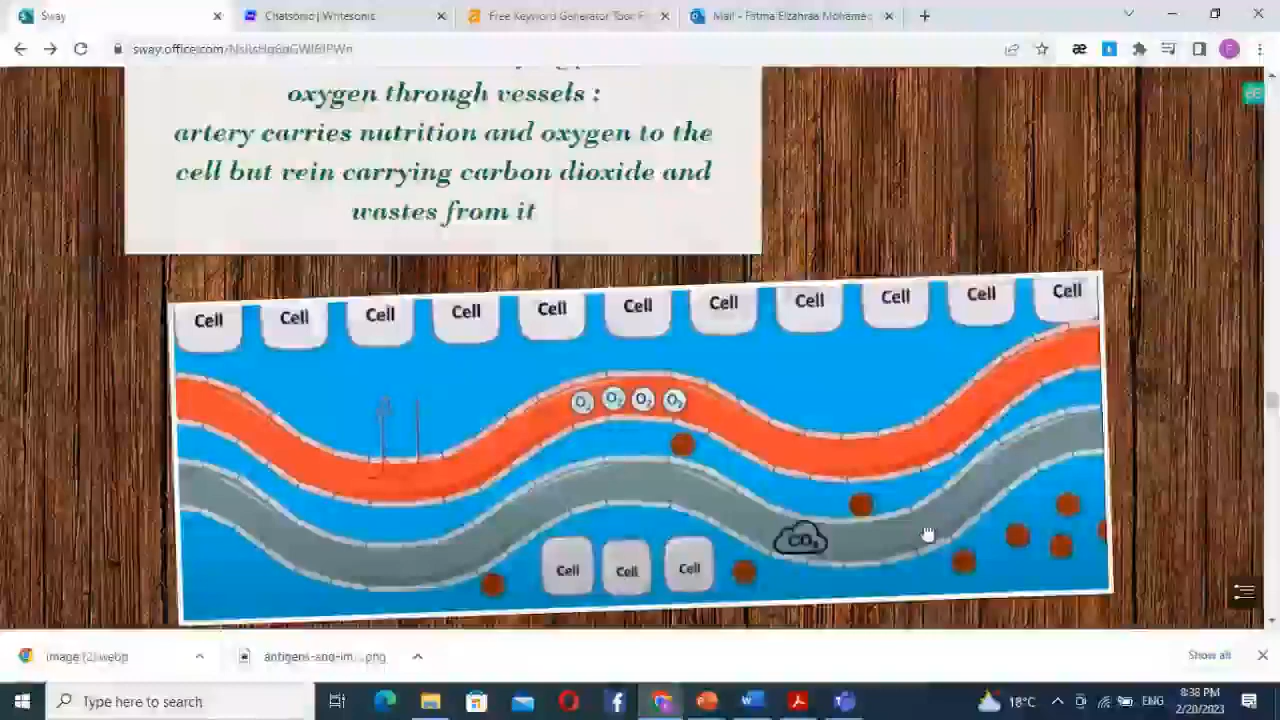 Sway
Chatsonic | Writesonic
Free Keyword Generator Tool: F
Mail - Fatma Elzahraa Mohame
sway.office.com
oxygen through vessels :
artery carries nutrition and oxygen to the
cell but vein carrying carbon dioxide and
wastes from it
Cell Cell Cell Cell Cell Cell Cell Cell Cell Cell Cell
O₂ O₂ O₂ O₂
CO₂
Cell Cell Cell
image (2).webp
antigens-and-im....png
Show all
Type here to search
18°C
ENG
8:38 PM
2/20/2023